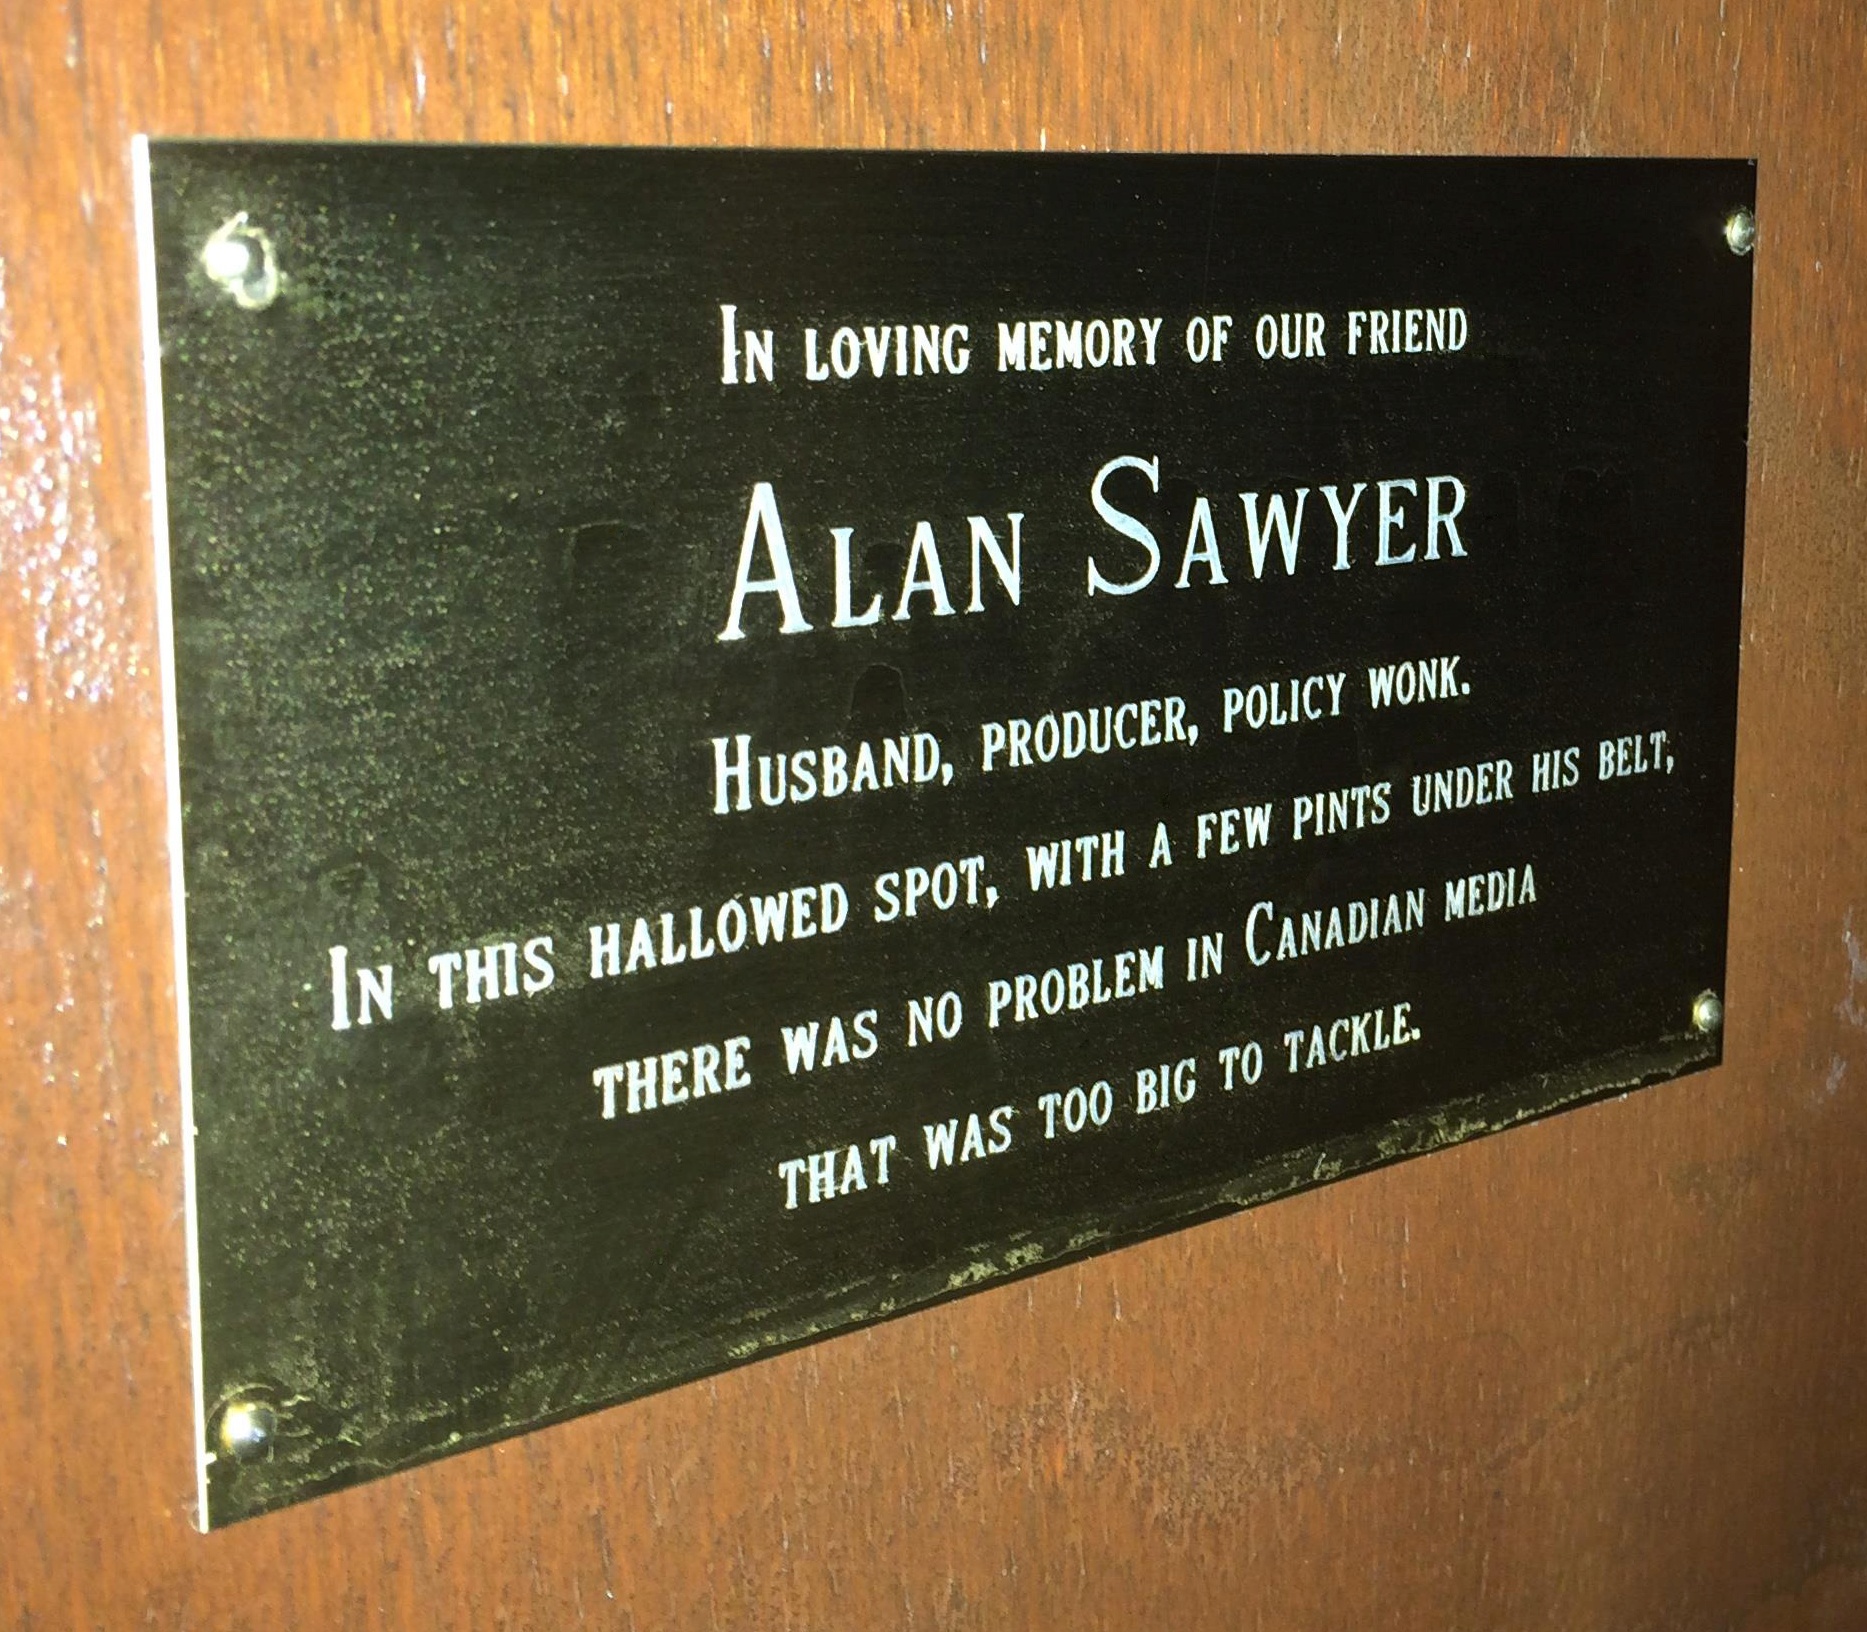 In loving memory of our friend
Alan Sawyer
Husband, producer, policy wonk.
In this hallowed spot, with a few pints under his belt,
there was no problem in Canadian media
that was too big to tackle.